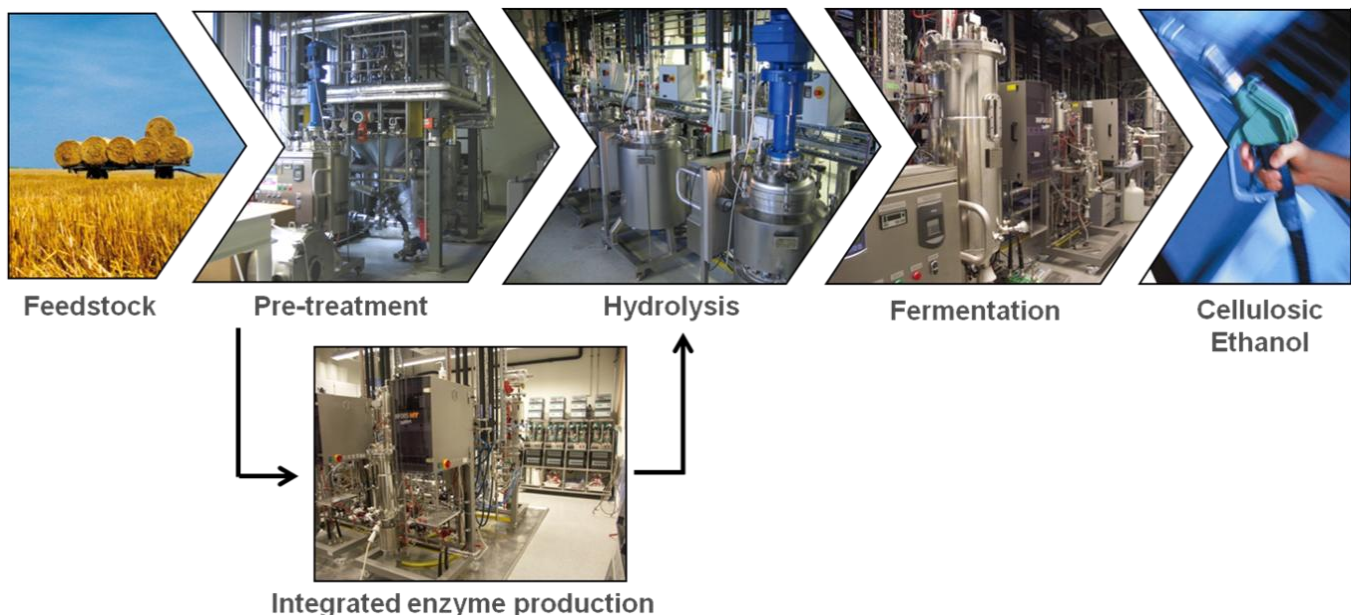 Feedstock
Pre-treatment
Hydrolysis
Fermentation
Cellulosic
Ethanol
Integrated enzyme production